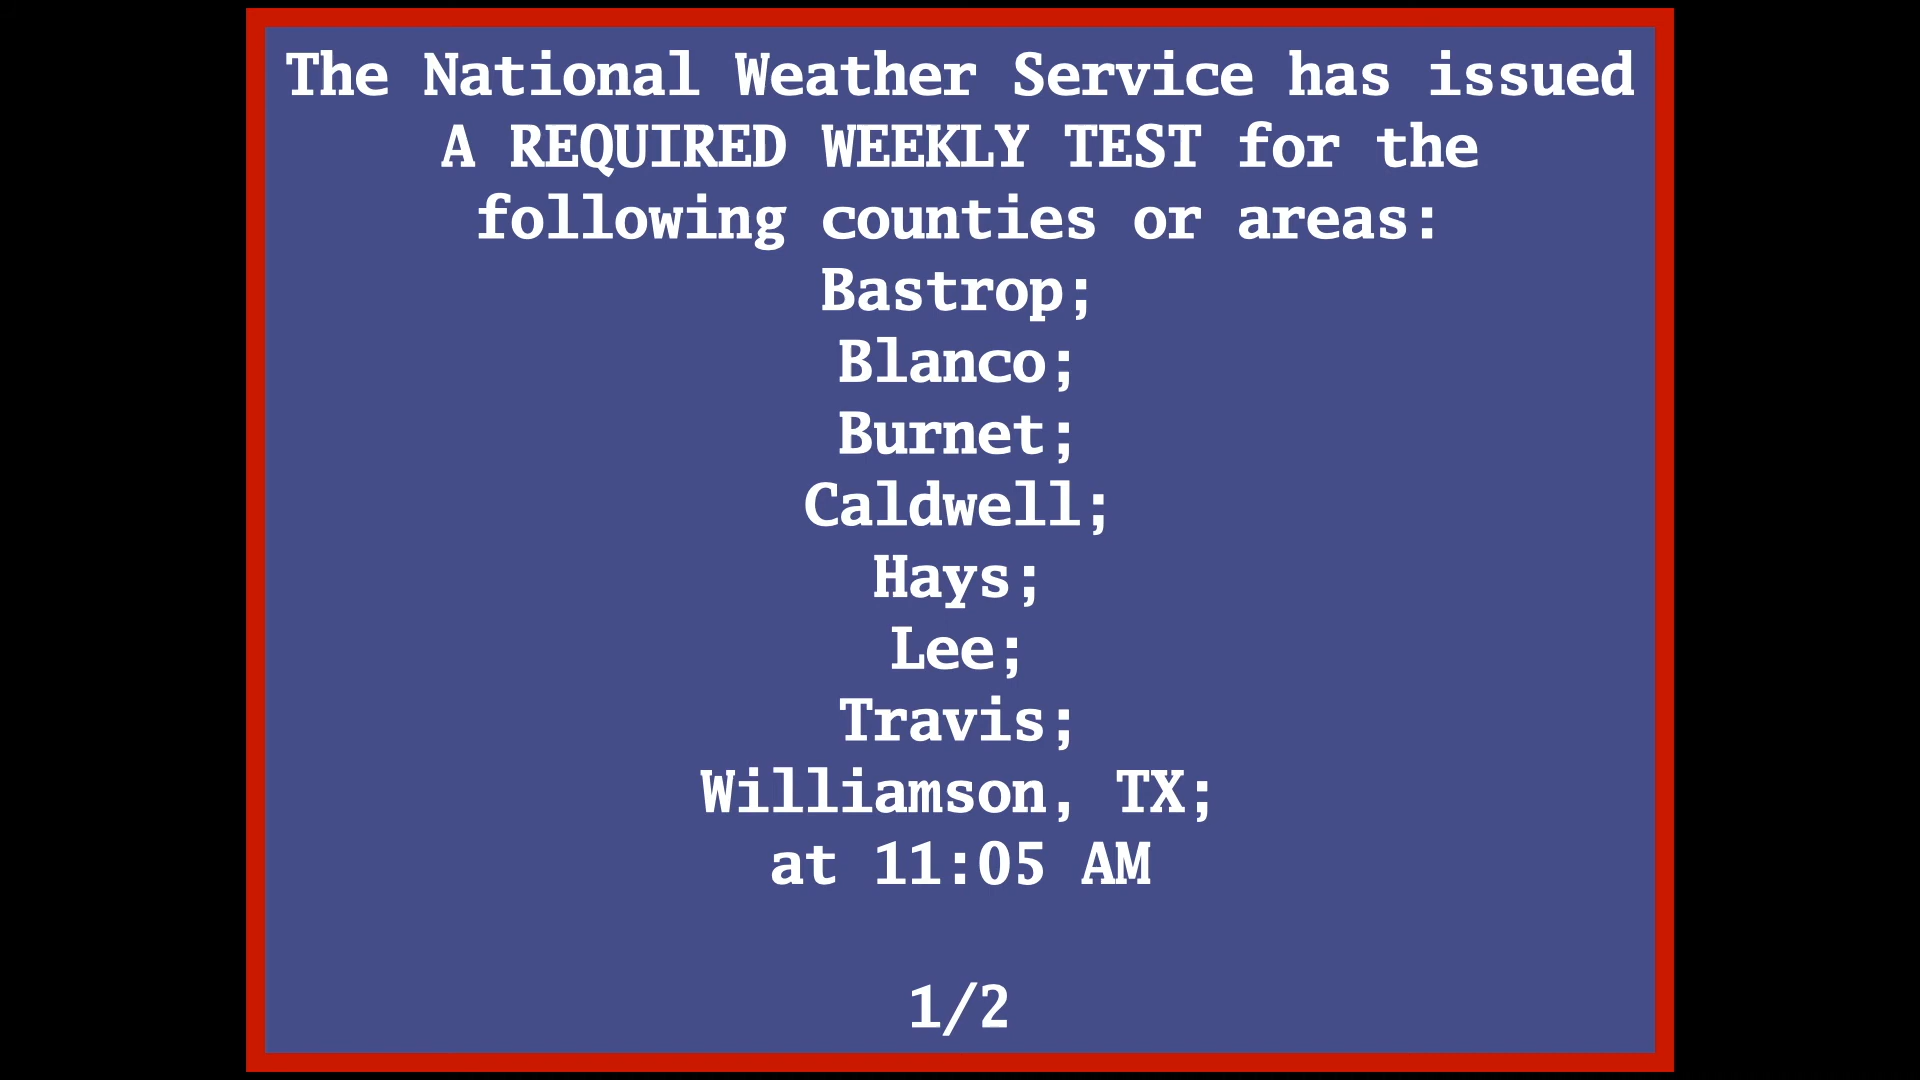 The National Weather Service has issued
A REQUIRED WEEKLY TEST for the
following counties or areas:
Bastrop;
Blanco;
Burnet;
Caldwell;
Hays;
Lee;
Travis;
Williamson, TX;
at 11:05 AM
1/2